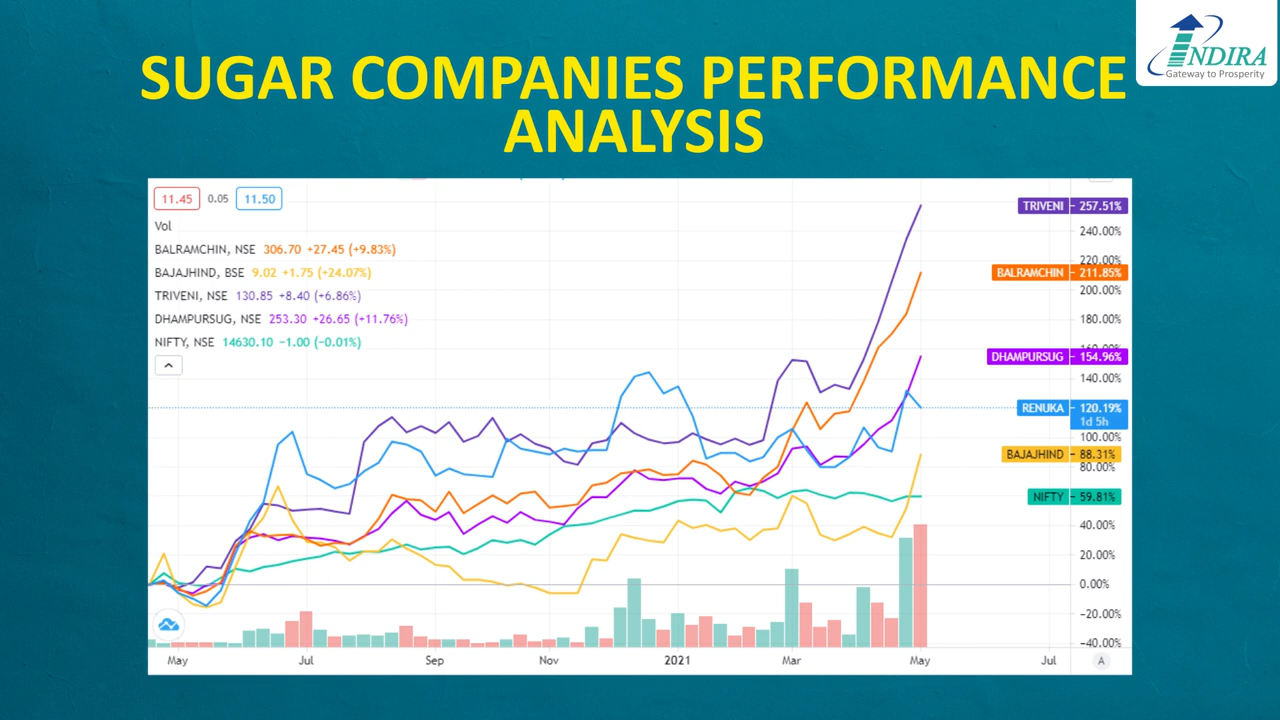 INDIRA
Gateway to Prosperity
SUGAR COMPANIES PERFORMANCE
ANALYSIS
11.45 0.05 11.50
Vol
BALRAMCHIN, NSE 306.70 +27.45 (+9.83%)
BAJAJHIND, BSE 9.02 +1.75 (+24.07%)
TRIVENI, NSE 130.85 +8.40 (+6.86%)
DHAMPURSUG, NSE 253.30 +26.65 (+11.76%)
NIFTY, NSE 14630.10 −1.00 (−0.01%)
TRIVENI 257.51%
240.00%
220.00%
BALRAMCHIN 211.85%
200.00%
180.00%
160.00%
DHAMPURSUG 154.96%
140.00%
RENUKA 120.19%
1d 5h
100.00%
BAJAJHIND 88.31%
80.00%
NIFTY 59.81%
40.00%
20.00%
0.00%
−20.00%
−40.00%
May Jul Sep Nov 2021 Mar May Jul A